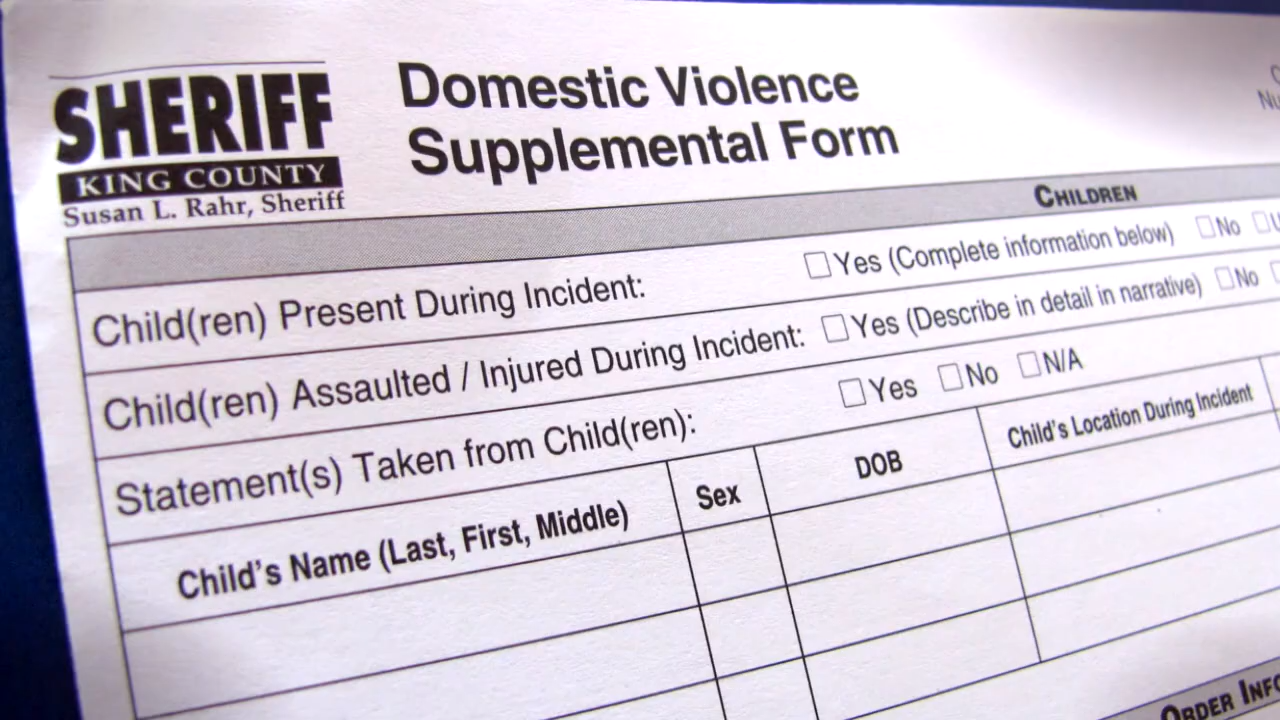 SHERIFF
KING COUNTY
Susan L. Rahr, Sheriff
Domestic Violence
Supplemental Form
CHILDREN
Child(ren) Present During Incident: ☐ Yes (Complete information below) ☐ No ☐
Child(ren) Assaulted / Injured During Incident: ☐ Yes (Describe in detail in narrative) ☐ No ☐
Statement(s) Taken from Child(ren): ☐ Yes ☐ No ☐ N/A
Child's Name (Last, First, Middle) Sex DOB Child's Location During Incident
ORDER